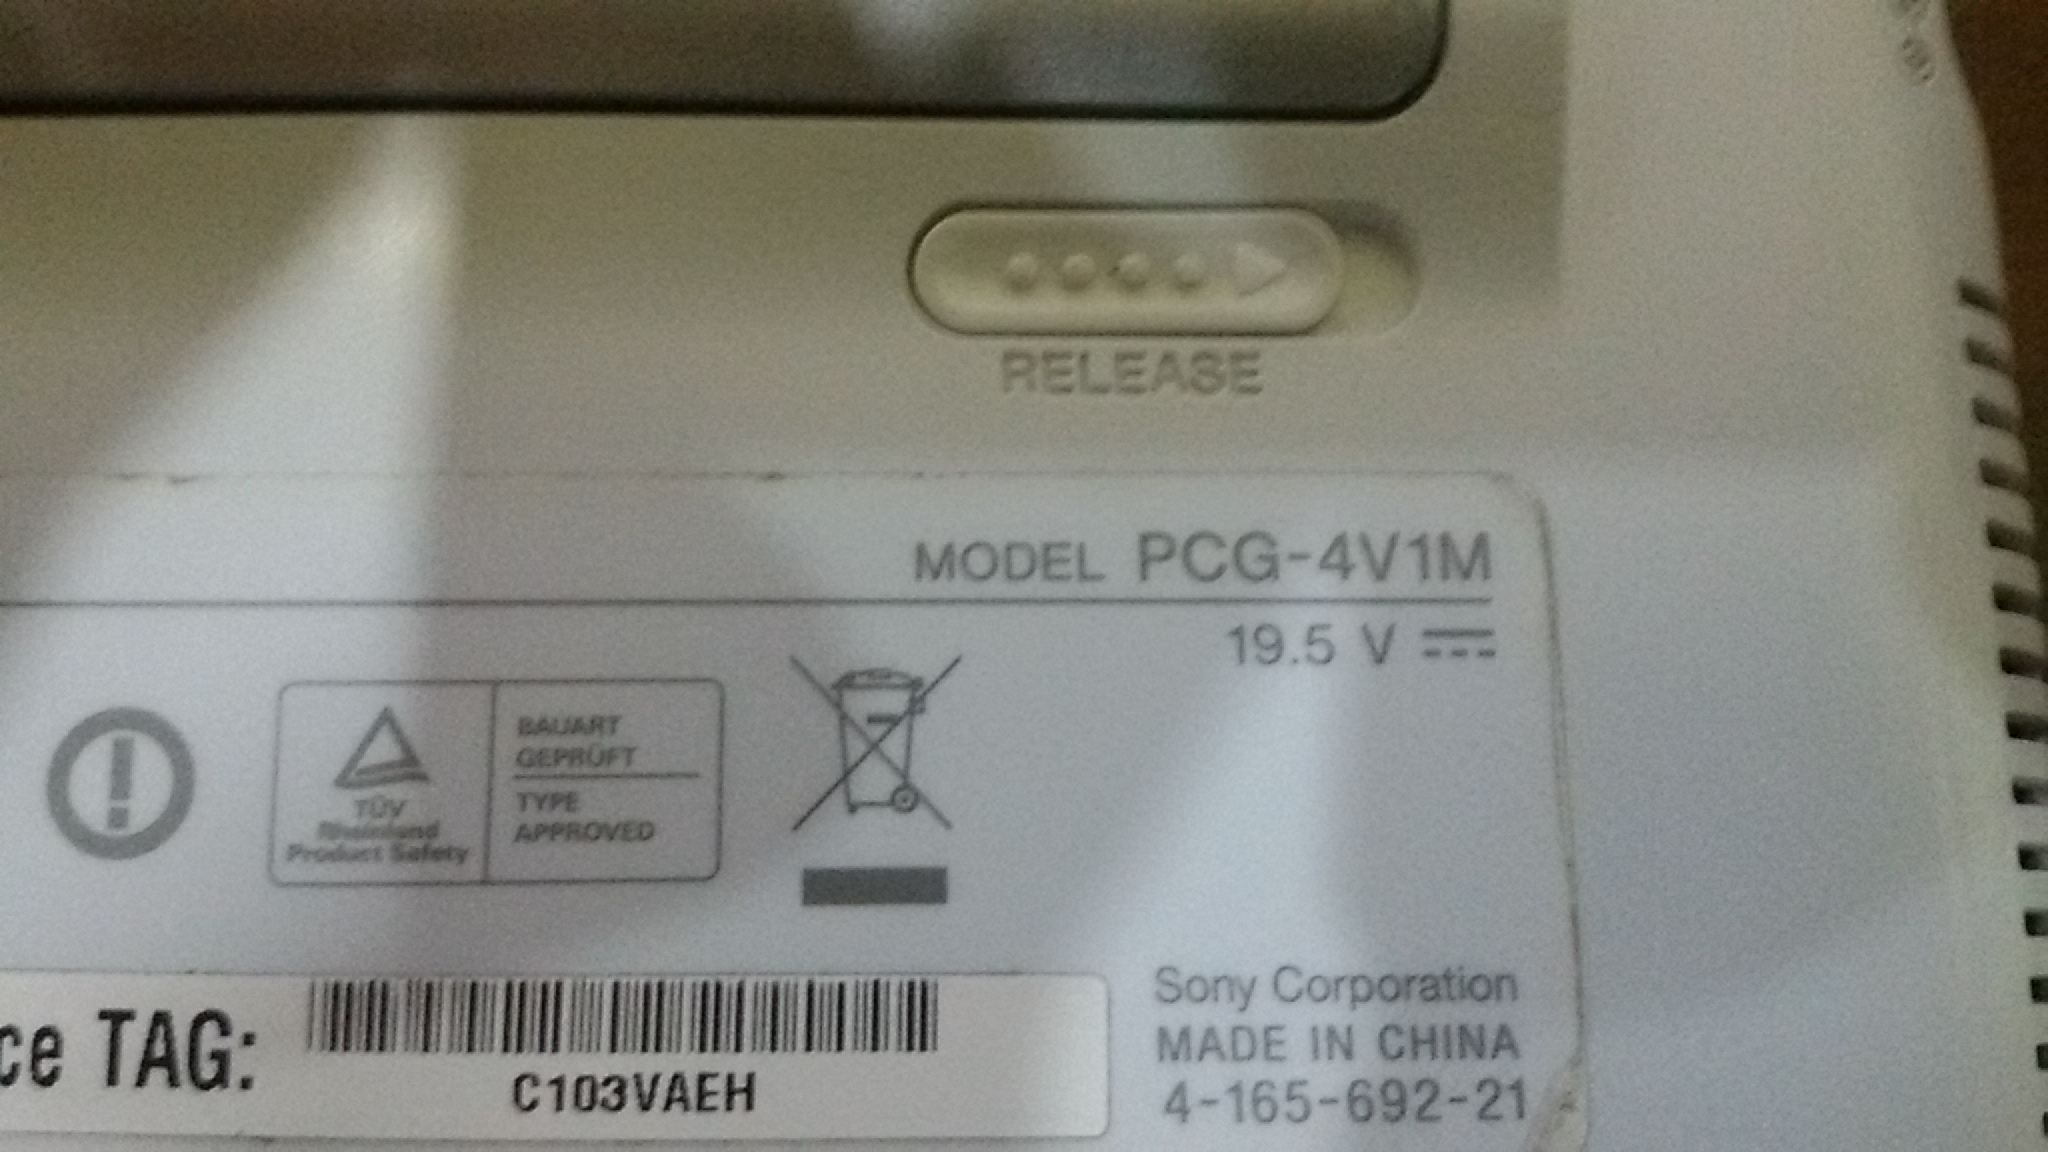 RELEASE
MODEL PCG-4V1M
19.5 V
BAUART
GEPRÜFT
TYPE
APPROVED
TÜV
Rheinland
Product Safety
ce TAG:
C103VAEH
Sony Corporation
MADE IN CHINA
4-165-692-21